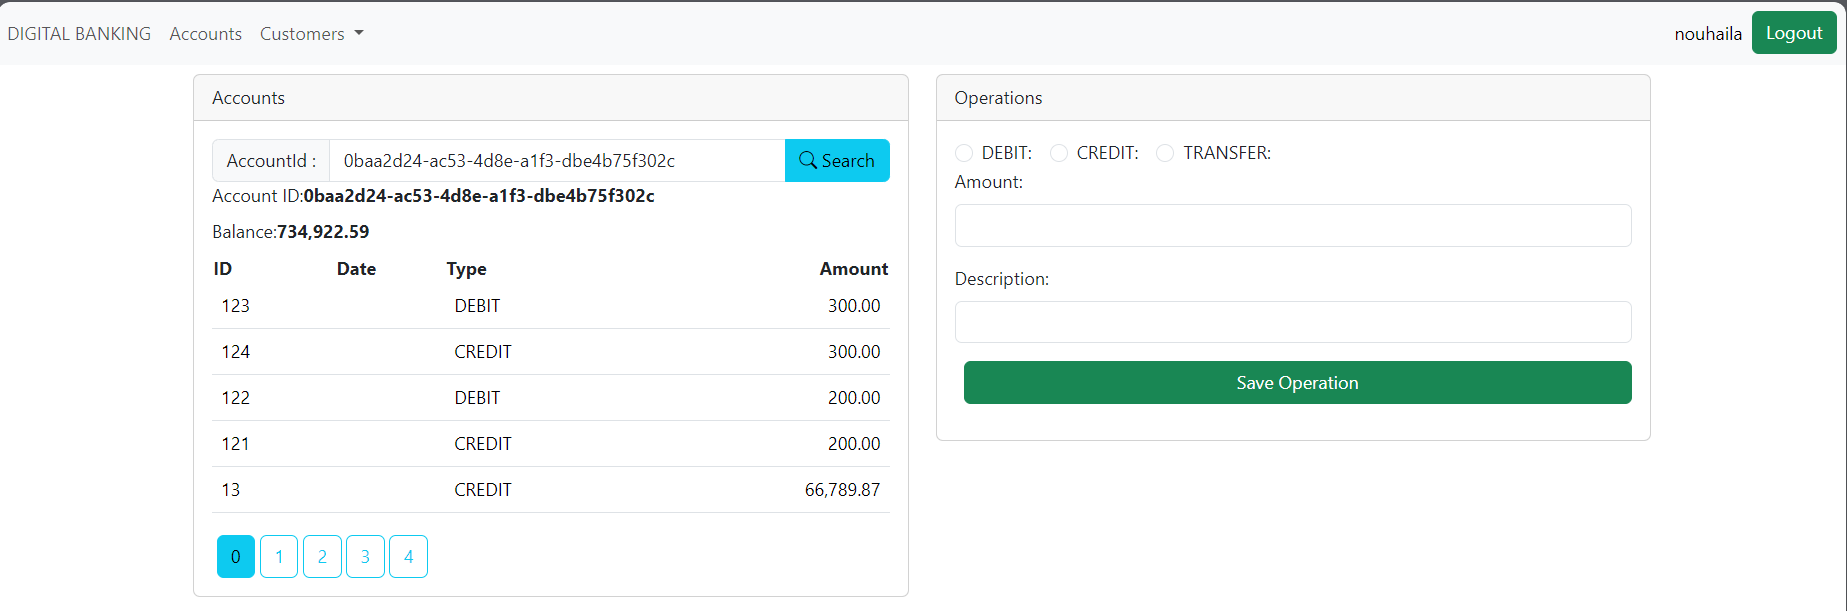 DIGITAL BANKING Accounts Customers nouhaila Logout
Accounts
AccountId : 0baa2d24-ac53-4d8e-a1f3-dbe4b75f302c Search
Account ID:0baa2d24-ac53-4d8e-a1f3-dbe4b75f302c
Balance:734,922.59
ID Date Type Amount
123 DEBIT 300.00
124 CREDIT 300.00
122 DEBIT 200.00
121 CREDIT 200.00
13 CREDIT 66,789.87
0 1 2 3 4
Operations
DEBIT: CREDIT: TRANSFER:
Amount:
Description:
Save Operation